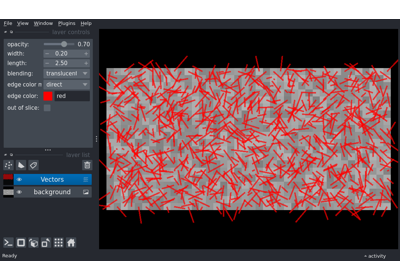 File View Window Plugins Help
layer controls
opacity: 0.70
width: 0.20
length: 2.50
blending: translucent
edge color m direct
edge color: red
out of slice:
layer list
Vectors
background
Ready
activity